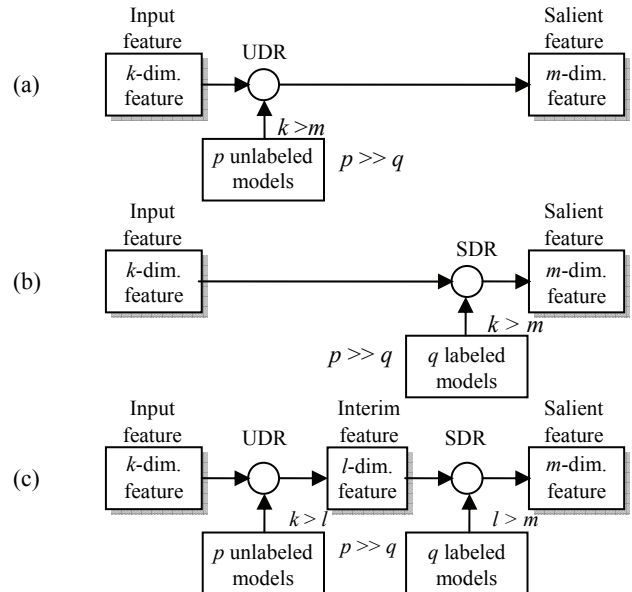 Input
feature
Salient
feature
UDR
(a)
k-dim.
feature
m-dim.
feature
k >m
p unlabeled
models
p >> q
Input
feature
Salient
feature
SDR
(b)
k-dim.
feature
m-dim.
feature
k > m
p >> q
q labeled
models
Input
feature
UDR
Interim
feature
SDR
Salient
feature
(c)
k-dim.
feature
l-dim.
feature
m-dim.
feature
k > l
l > m
p unlabeled
models
p >> q
q labeled
models